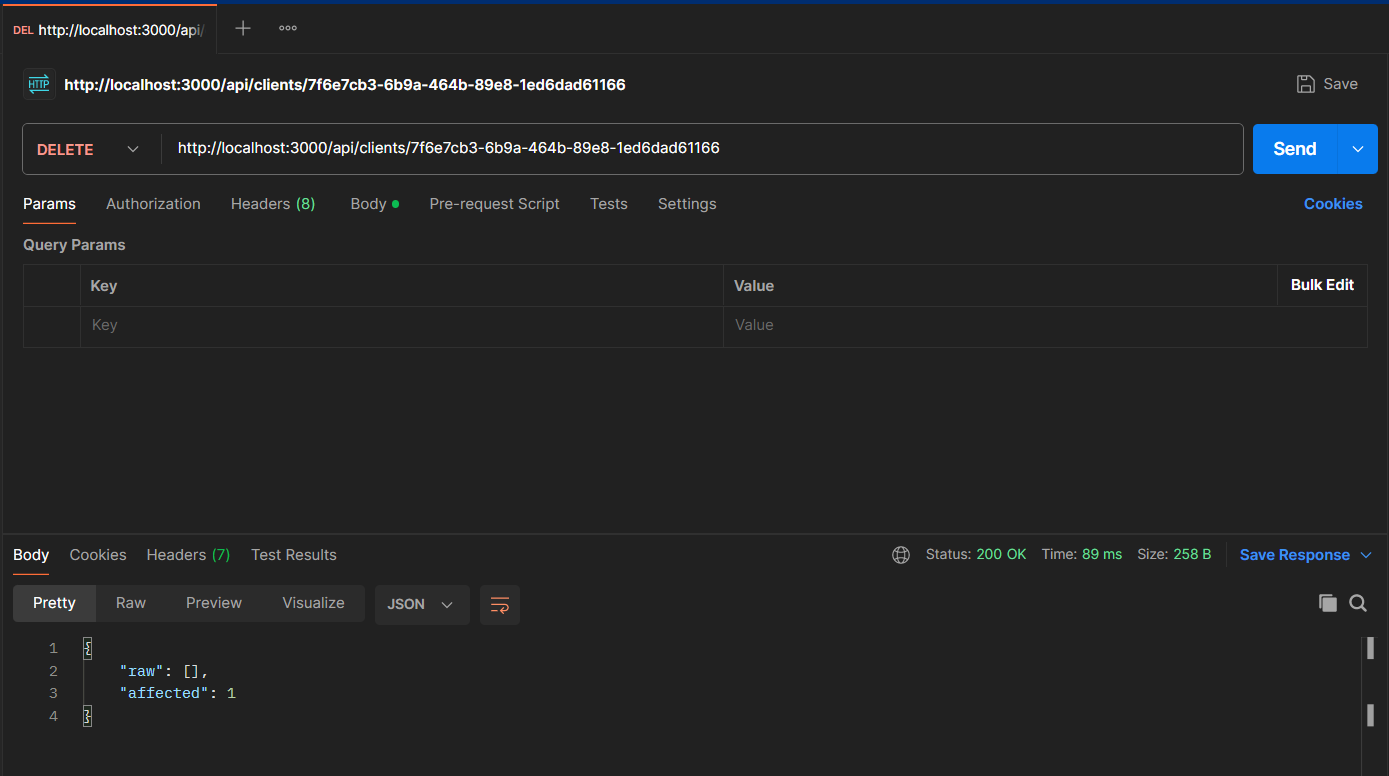 DEL http://localhost:3000/api/
HTTP http://localhost:3000/api/clients/7f6e7cb3-6b9a-464b-89e8-1ed6dad61166 Save
DELETE http://localhost:3000/api/clients/7f6e7cb3-6b9a-464b-89e8-1ed6dad61166 Send
Params Authorization Headers (8) Body Pre-request Script Tests Settings Cookies
Query Params
Key Value Bulk Edit
Key Value
Body Cookies Headers (7) Test Results Status: 200 OK Time: 89 ms Size: 258 B Save Response
Pretty Raw Preview Visualize JSON
1 {
2 "raw": [],
3 "affected": 1
4 }